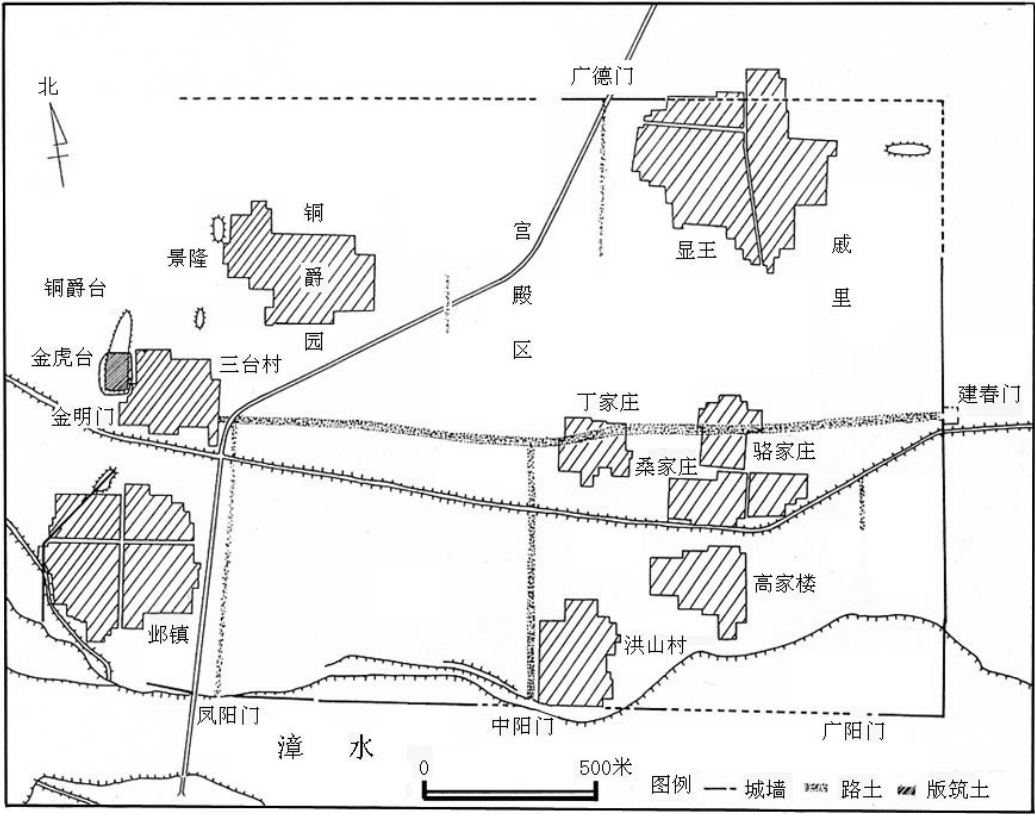 广德门
北
铜爵园
宫殿区
景隆
显王
戚里
铜爵台
金虎台
三台村
金明门
丁家庄
建春门
桑家庄
骆家庄
高家楼
邺镇
洪山村
凤阳门
中阳门
广阳门
漳水
0 500米
图例 城墙 路土 版筑土